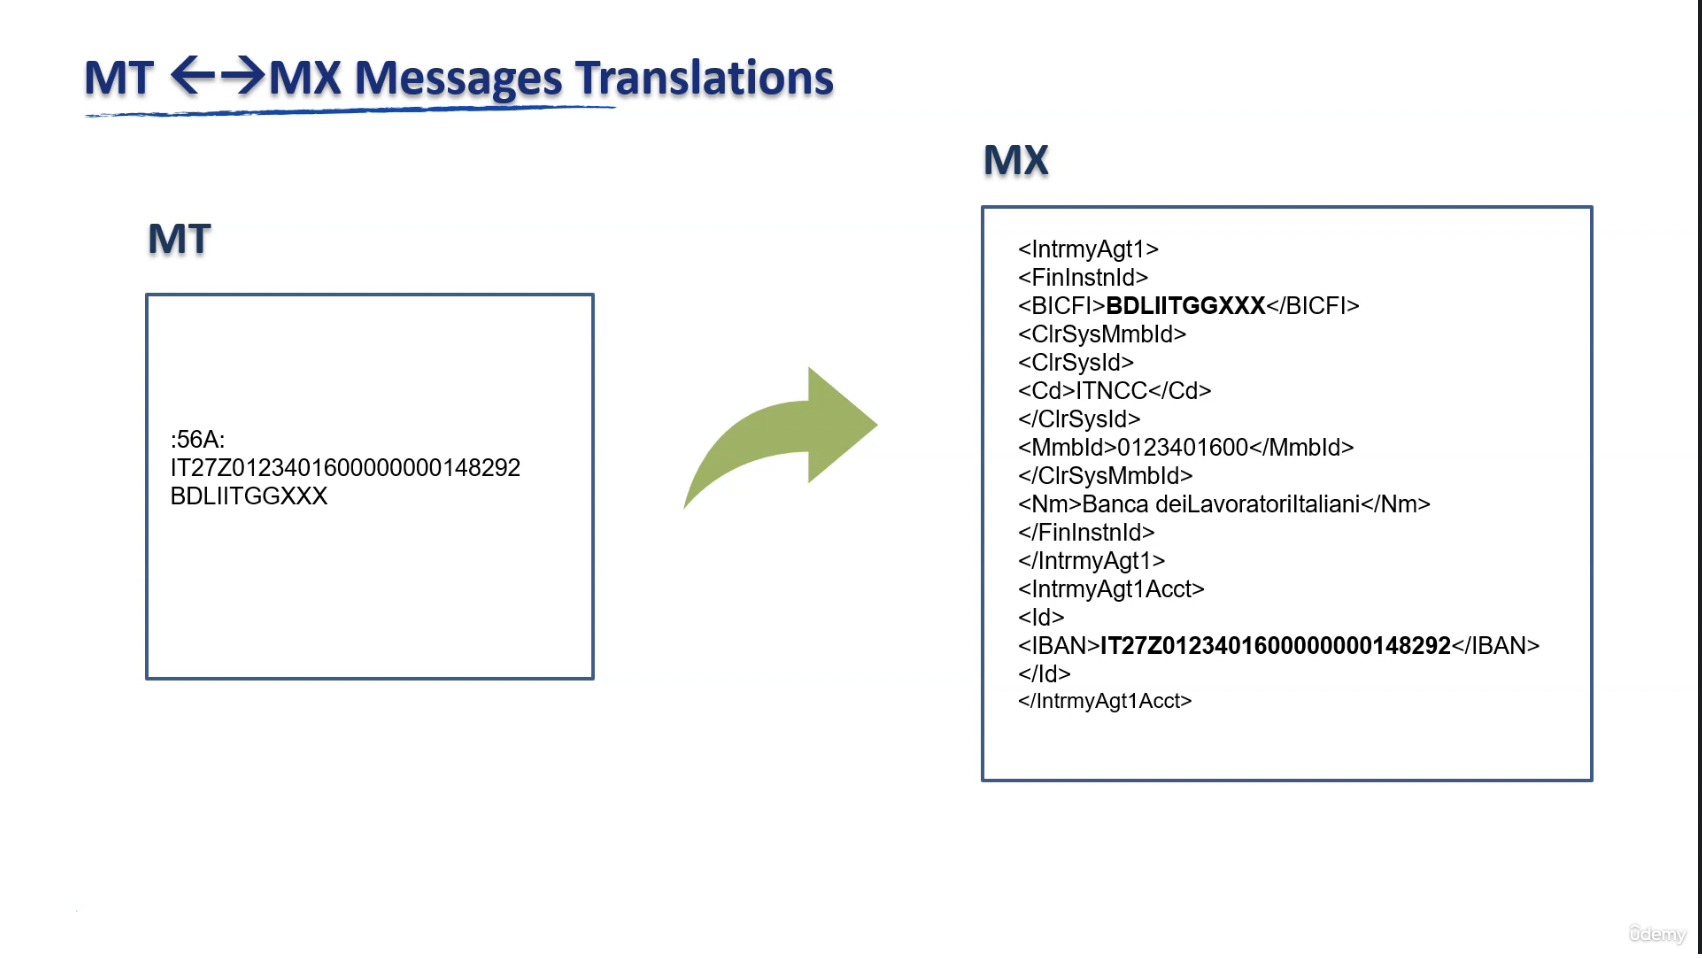 MT ←→MX Messages Translations
MX
MT
<IntrmyAgt1>
<FinInstnId>
<BICFI>BDLIITGGXXX</BICFI>
<ClrSysMmbId>
<ClrSysId>
<Cd>ITNCC</Cd>
</ClrSysId>
<MmbId>0123401600</MmbId>
</ClrSysMmbId>
<Nm>Banca deiLavoratoriItaliani</Nm>
</FinInstnId>
</IntrmyAgt1>
<IntrmyAgt1Acct>
<Id>
<IBAN>IT27Z0123401600000000148292</IBAN>
</Id>
</IntrmyAgt1Acct>
:56A:
IT27Z0123401600000000148292
BDLIITGGXXX
ûdemy